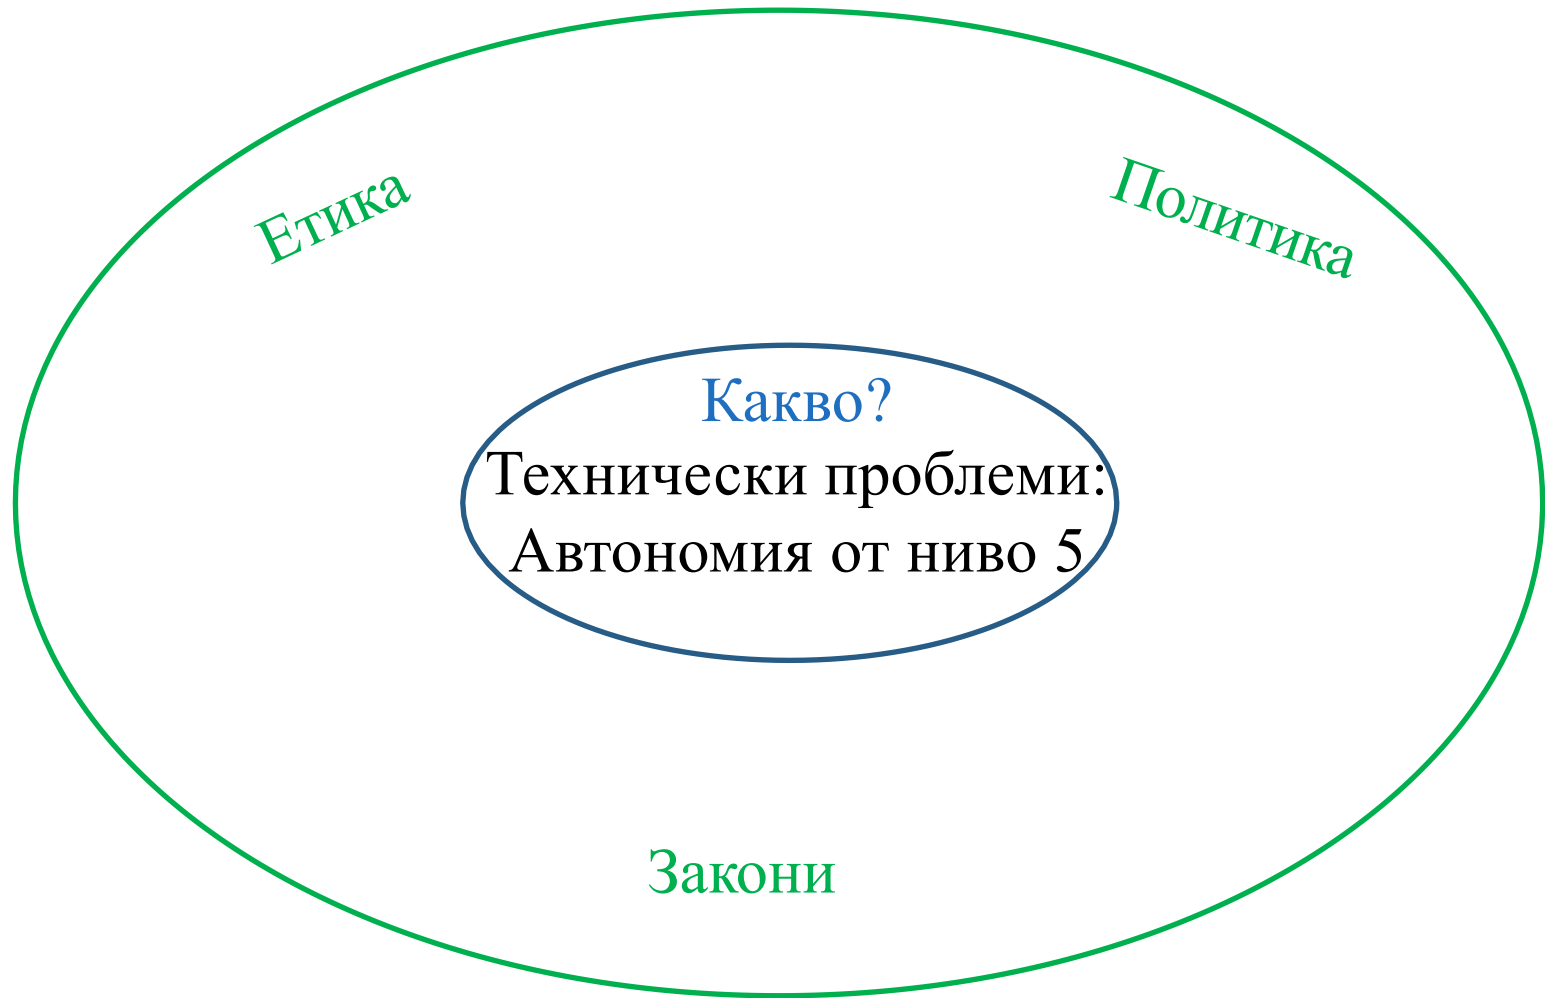 Етика
Политика
Какво?
Технически проблеми:
Автономия от ниво 5
Закони